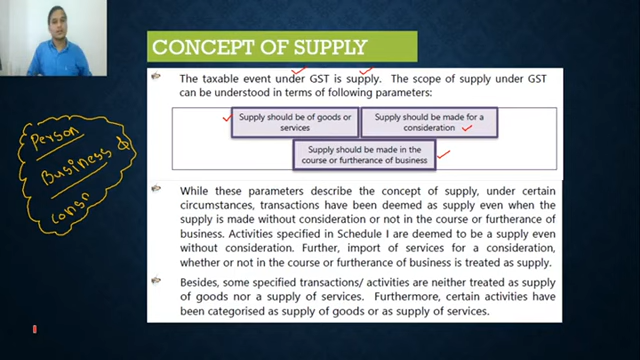 CONCEPT OF SUPPLY
The taxable event under GST is supply. The scope of supply under GST
can be understood in terms of following parameters:
Supply should be of goods or
services
Supply should be made for a
consideration
Supply should be made in the
course or furtherance of business
While these parameters describe the concept of supply, under certain
circumstances, transactions have been deemed as supply even when the
supply is made without consideration or not in the course or furtherance of
business. Activities specified in Schedule I are deemed to be a supply even
without consideration. Further, import of services for a consideration,
whether or not in the course or furtherance of business is treated as supply.
Besides, some specified transactions/ activities are neither treated as supply
of goods nor a supply of services. Furthermore, certain activities have
been categorised as supply of goods or as supply of services.
Person
Business &